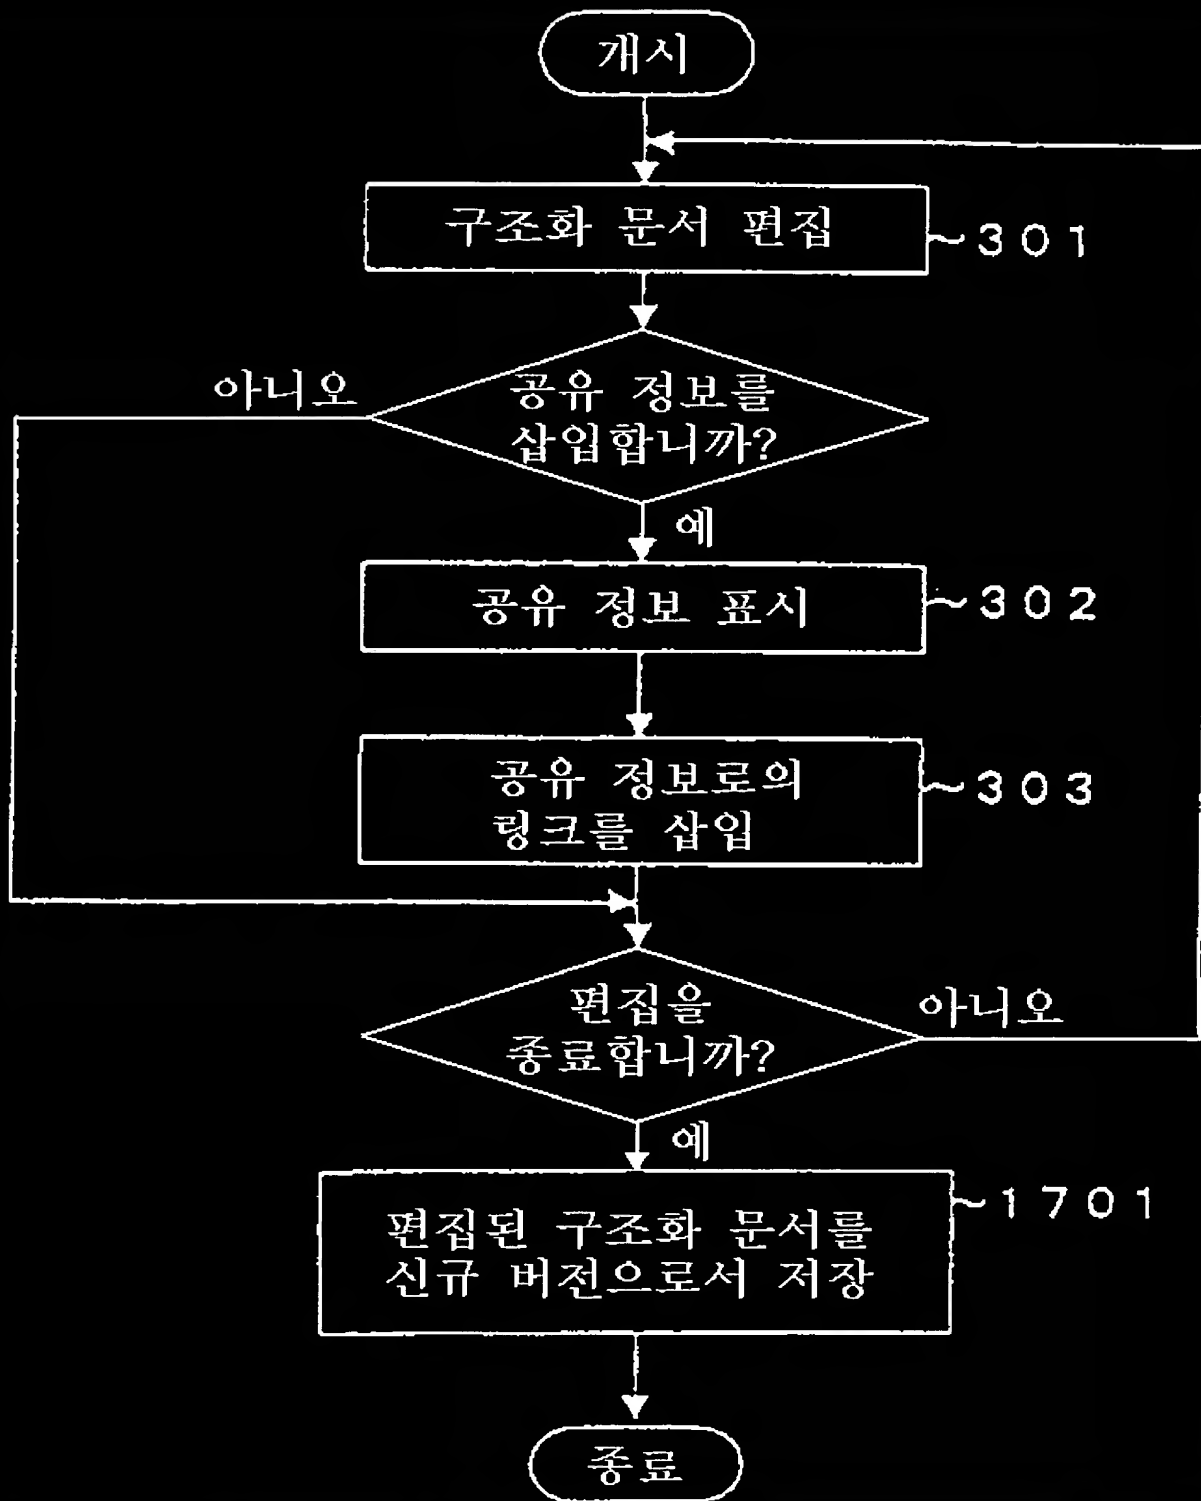 개시
구조화 문서 편집
~301
아니오
공유 정보를
삽입합니까?
예
공유 정보 표시
~302
공유 정보로의
링크를 삽입
~303
편집을
종료합니까?
아니오
예
편집된 구조화 문서를
신규 버전으로서 저장
~1701
종료